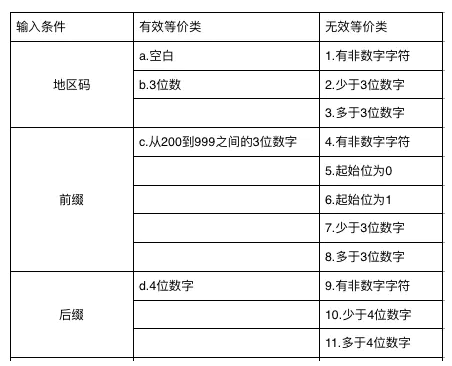 输入条件 有效等价类 无效等价类
地区码 a.空白 1.有非数字字符
b.3位数 2.少于3位数字
3.多于3位数字
前缀 c.从200到999之间的3位数字 4.有非数字字符
5.起始位为0
6.起始位为1
7.少于3位数字
8.多于3位数字
后缀 d.4位数字 9.有非数字字符
10.少于4位数字
11.多于4位数字